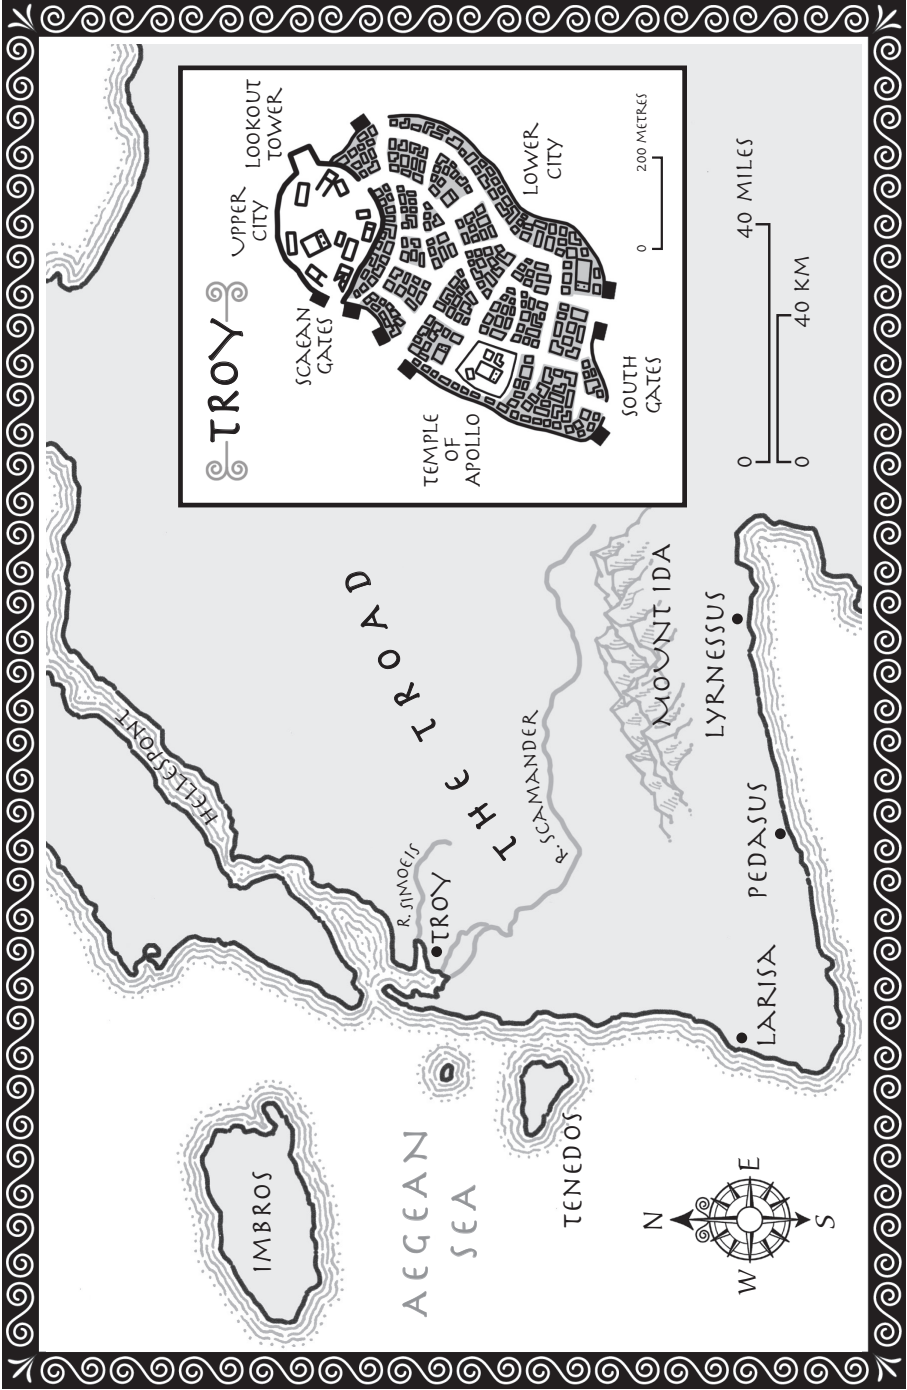 TROY
UPPER
CITY
LOOKOUT
TOWER
SCAEAN
GATES
TEMPLE
OF
APOLLO
LOWER
CITY
SOUTH
GATES
0 200 METRES
0 40 MILES
0 40 KM
HELLESPONT
THE TROAD
R. SIMOEIS
TROY
R. SCAMANDER
MOUNT IDA
LYRNESSUS
PEDASUS
LARISA
IMBROS
AEGEAN
SEA
TENEDOS
N
W E
S